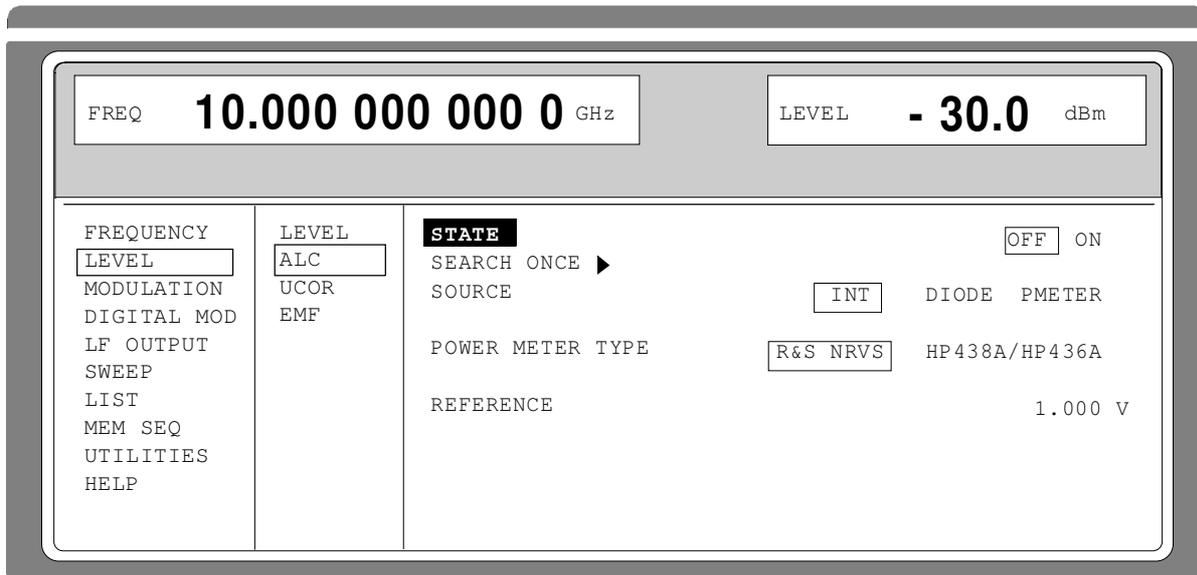 FREQ 10.000 000 000 0 GHz LEVEL - 30.0 dBm
FREQUENCY
LEVEL
MODULATION
DIGITAL MOD
LF OUTPUT
SWEEP
LIST
MEM SEQ
UTILITIES
HELP
LEVEL
ALC
UCOR
EMF
STATE OFF ON
SEARCH ONCE
SOURCE INT DIODE PMETER
POWER METER TYPE R&S NRVS HP438A/HP436A
REFERENCE 1.000 V